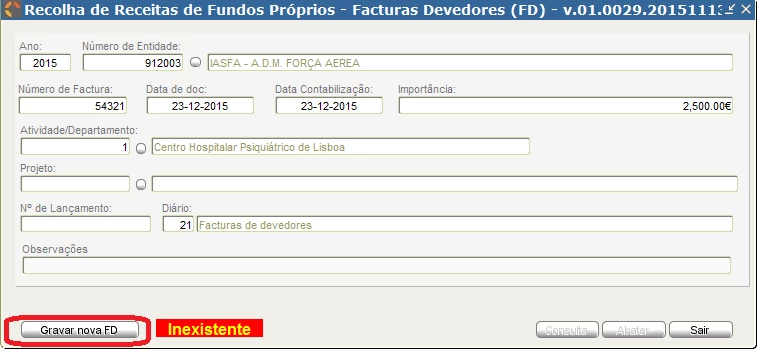 Recolha de Receitas de Fundos Próprios - Facturas Devedores (FD) - v.01.0029.2015111
Ano: Número de Entidade:
2015 912003 IASFA - A.D.M. FORÇA AEREA
Número de Factura: Data de doc: Data Contabilização: Importância:
54321 23-12-2015 23-12-2015 2,500.00€
Atividade/Departamento:
1 Centro Hospitalar Psiquiátrico de Lisboa
Projeto:
Nº de Lançamento: Diário:
21 Facturas de devedores
Observações
Gravar nova FD Inexistente Consulta Abater Sair